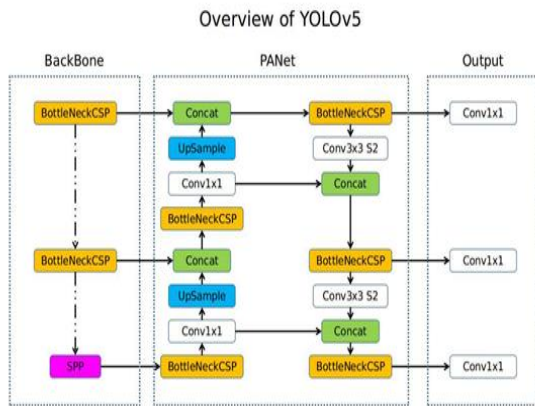 Overview of YOLOv5
BackBone
PANet
Output
BottleNeckCSP
Concat
BottleNeckCSP
Conv1x1
UpSample
Conv3x3 S2
Conv1x1
Concat
BottleNeckCSP
BottleNeckCSP
Concat
BottleNeckCSP
Conv1x1
UpSample
Conv3x3 S2
Conv1x1
Concat
SPP
BottleNeckCSP
BottleNeckCSP
Conv1x1